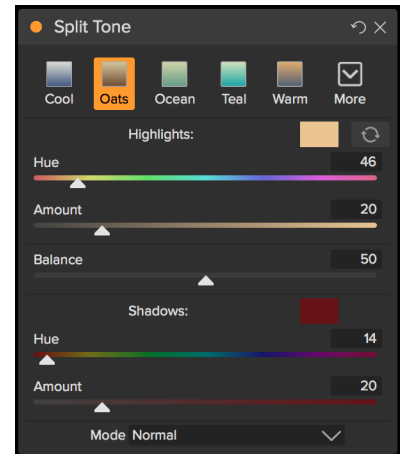 Split Tone
Cool Oats Ocean Teal Warm More
Highlights:
Hue 46
Amount 20
Balance 50
Shadows:
Hue 14
Amount 20
Mode Normal